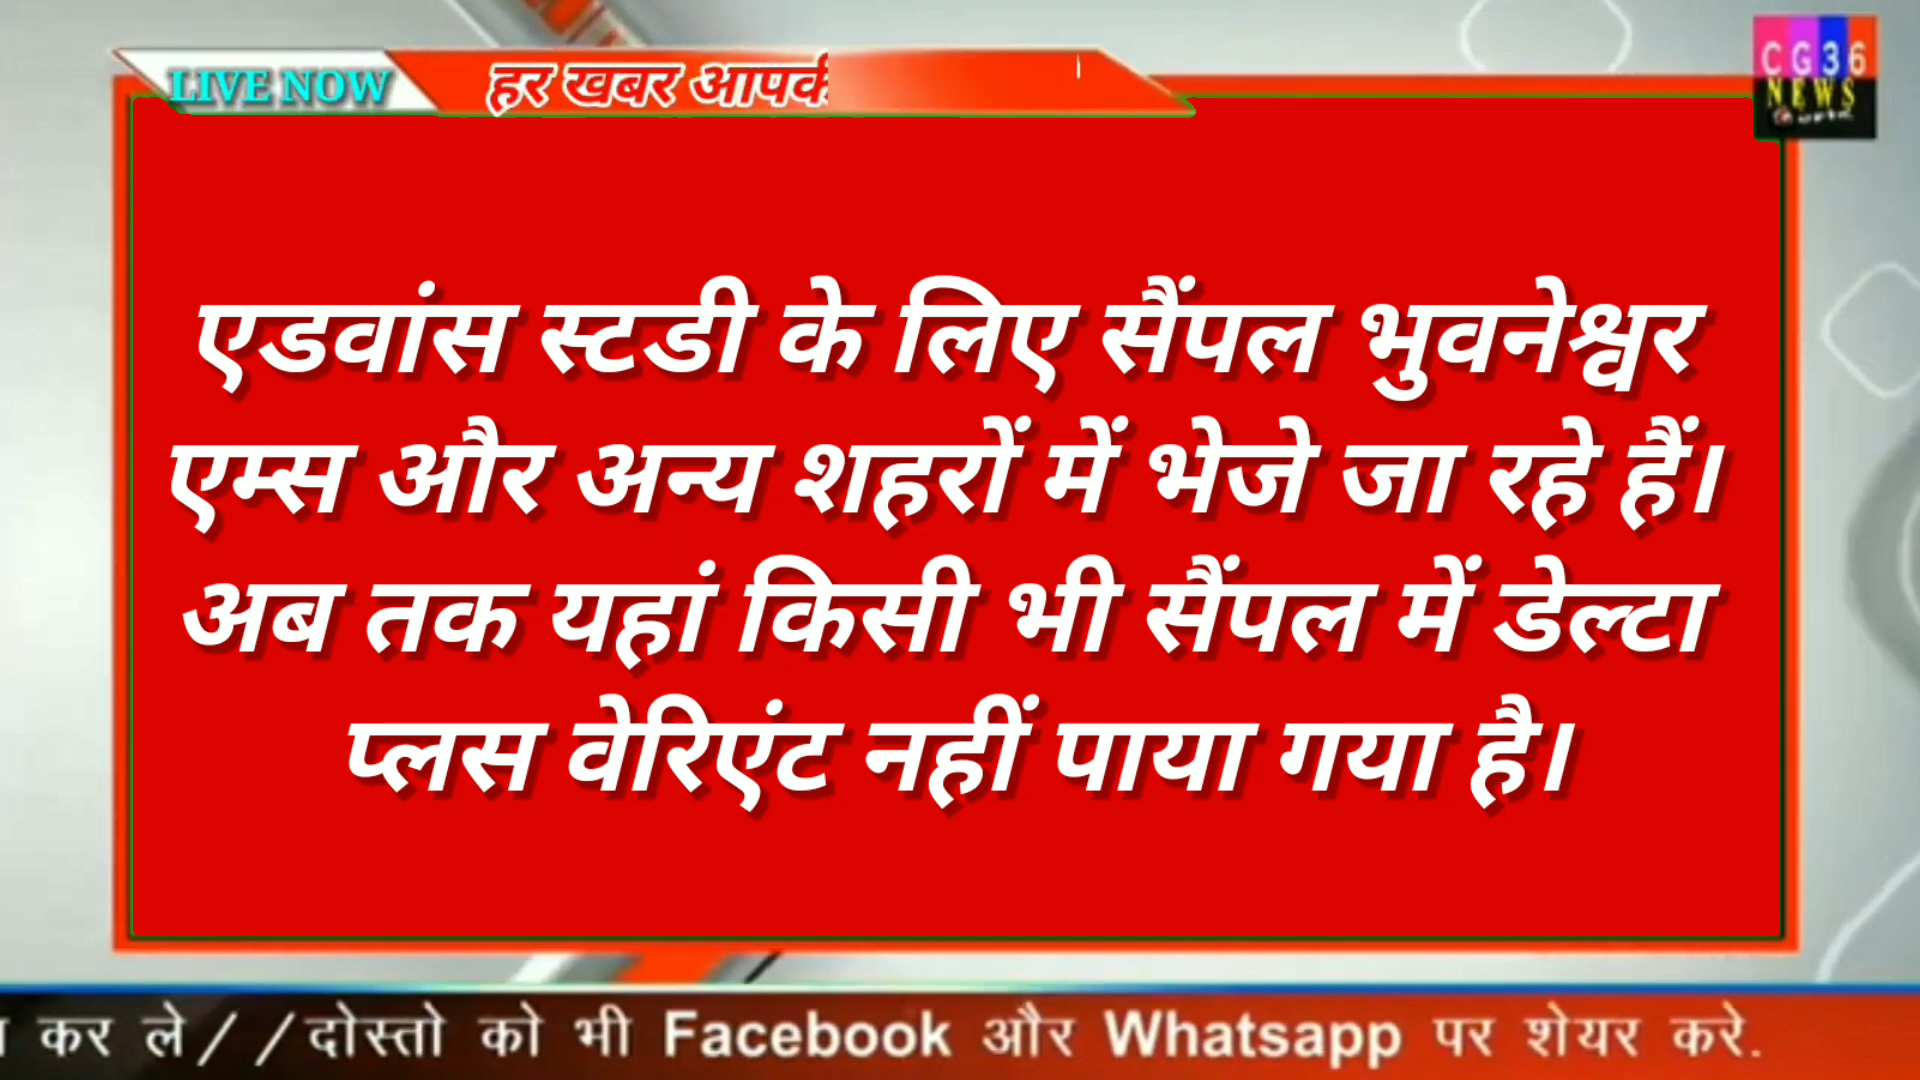 LIVE NOW
हर खबर आपकी
CG36
NEWS
एडवांस स्टडी के लिए सैंपल भुवनेश्वर
एम्स और अन्य शहरों में भेजे जा रहे हैं।
अब तक यहां किसी भी सैंपल में डेल्टा
प्लस वेरिएंट नहीं पाया गया है।
कर ले//दोस्तो को भी Facebook और Whatsapp पर शेयर करे.